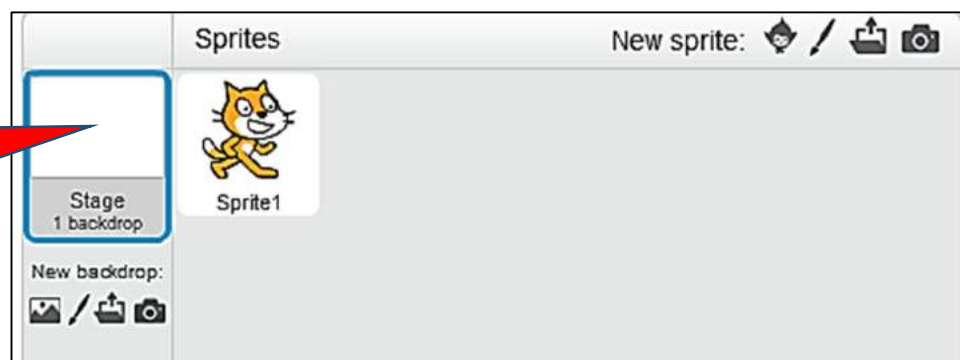 Sprites
New sprite:
Sprite1
Stage
1 backdrop
New backdrop: